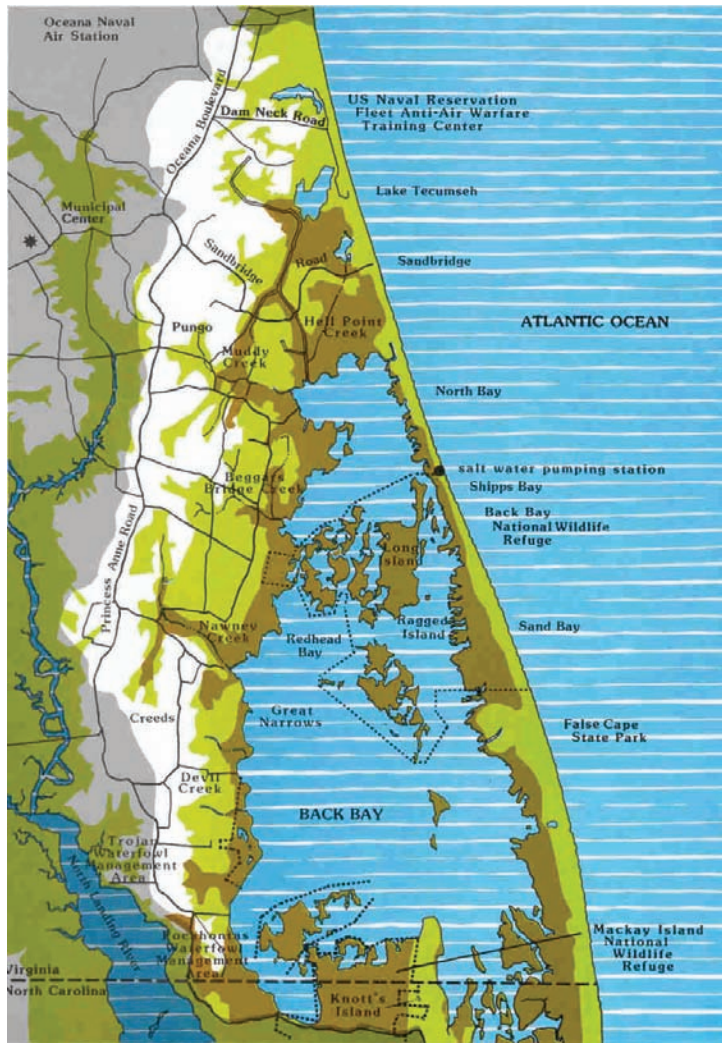 Oceana Naval
Air Station
Oceana Boulevard
Dam Neck Road
US Naval Reservation
Fleet Anti-Air Warfare
Training Center
Lake Tecumseh
Municipal
Center
Sandbridge
Road
Sandbridge
ATLANTIC OCEAN
Pungo
Hell Point
Creek
Muddy
Creek
North Bay
salt water pumping station
Shipps Bay
Beggars
Bridge Creek
Back Bay
National Wildlife
Refuge
Long
Island
Princess Anne Road
Nawney
Creek
Redhead
Bay
Ragged
Island
Sand Bay
Creeds
Great
Narrows
False Cape
State Park
Devil
Creek
BACK BAY
Trojan
Waterfowl
Management
Area
North Landing River
Pocahontas
Waterfowl
Management
Area
Mackay Island
National
Wildlife
Refuge
Virginia
North Carolina
Knott's
Island